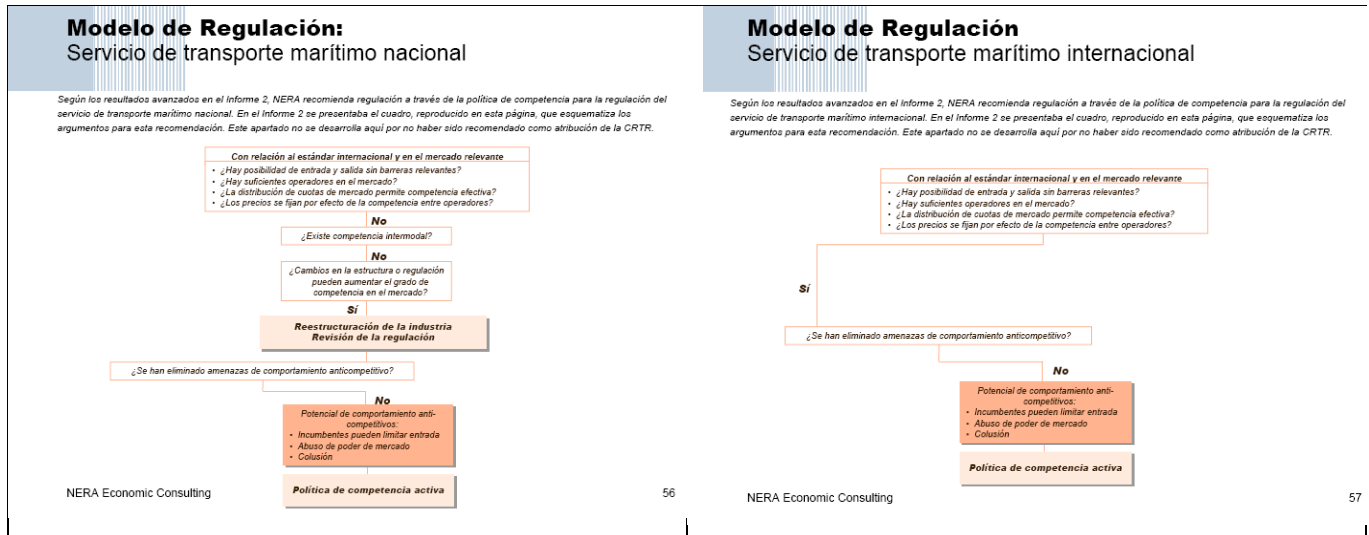 Modelo de Regulación:
Servicio de transporte marítimo nacional
Según los resultados avanzados en el Informe 2, NERA recomienda regulación a través de la política de competencia para la regulación del
servicio de transporte marítimo nacional. En el Informe 2 se presentaba el cuadro, reproducido en esta página, que esquematiza los
argumentos para esta recomendación. Este apartado no se desarrolla aquí por no haber sido recomendado como atribución de la CRTR.
Con relación al estándar internacional y en el mercado relevante
• ¿Hay posibilidad de entrada y salida sin barreras relevantes?
• ¿Hay suficientes operadores en el mercado?
• ¿La distribución de cuotas de mercado permite competencia efectiva?
• ¿Los precios se fijan por efecto de la competencia entre operadores?
No
¿Existe competencia intermodal?
No
¿Cambios en la estructura o regulación
pueden aumentar el grado de
competencia en el mercado?
Sí
Reestructuración de la industria
Revisión de la regulación
¿Se han eliminado amenazas de comportamiento anticompetitivo?
No
Potencial de comportamiento anti-
competitivos:
• Incumbentes pueden limitar entrada
• Abuso de poder de mercado
• Colusión
Política de competencia activa
NERA Economic Consulting
56
Modelo de Regulación
Servicio de transporte marítimo internacional
Según los resultados avanzados en el Informe 2, NERA recomienda regulación a través de la política de competencia para la regulación del
servicio de transporte marítimo internacional. En el Informe 2 se presentaba el cuadro, reproducido en esta página, que esquematiza los
argumentos para esta recomendación. Este apartado no se desarrolla aquí por no haber sido recomendado como atribución de la CRTR.
Con relación al estándar internacional y en el mercado relevante
• ¿Hay posibilidad de entrada y salida sin barreras relevantes?
• ¿Hay suficientes operadores en el mercado?
• ¿La distribución de cuotas de mercado permite competencia efectiva?
• ¿Los precios se fijan por efecto de la competencia entre operadores?
Sí
¿Se han eliminado amenazas de comportamiento anticompetitivo?
No
Potencial de comportamiento anti-
competitivos:
• Incumbentes pueden limitar entrada
• Abuso de poder de mercado
• Colusión
Política de competencia activa
NERA Economic Consulting
57